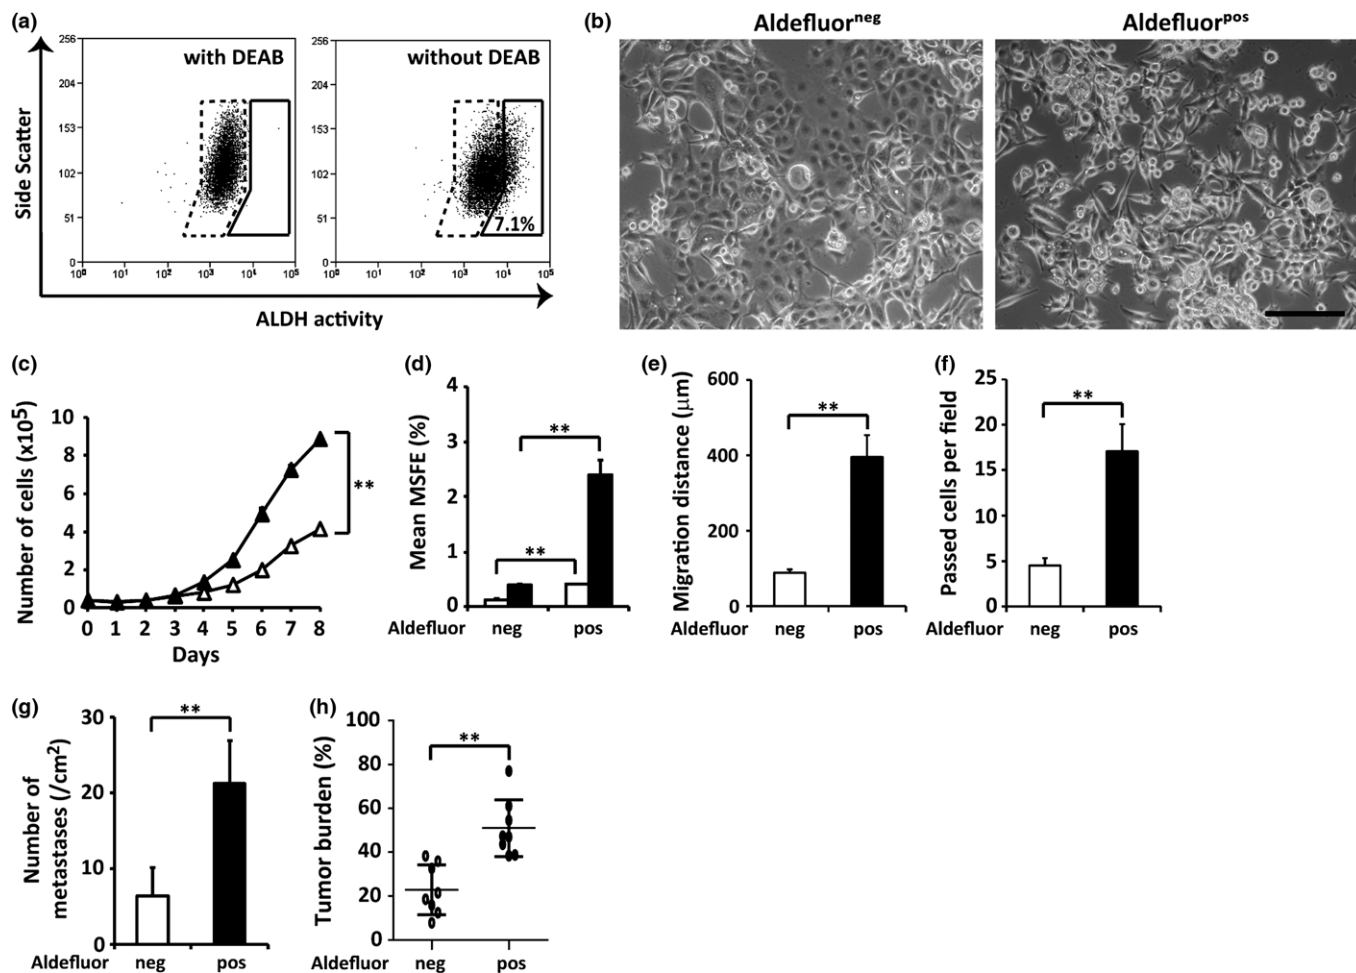 (a)
with DEAB
without DEAB
Side Scatter
256
204
153
102
51
0
10⁰ 10¹ 10² 10³ 10⁴ 10⁵
256
204
153
102
51
0
7.1%
10⁰ 10¹ 10² 10³ 10⁴ 10⁵
ALDH activity
(b)
Aldefluorⁿᵉᵍ
Aldefluorᵖᵒˢ
(c)
Number of cells (x10⁵)
10
8
6
4
2
0
**
0 1 2 3 4 5 6 7 8
Days
(d)
Mean MSFE (%)
4
3
2
1
0
**
**
Aldefluor neg pos
(e)
Migration distance (µm)
600
400
200
0
**
Aldefluor neg pos
(f)
Passed cells per field
25
20
15
10
5
0
**
Aldefluor neg pos
(g)
Number of
metastases (/cm²)
30
20
10
0
**
Aldefluor neg pos
(h)
Tumor burden (%)
100
80
60
40
20
0
**
Aldefluor neg pos